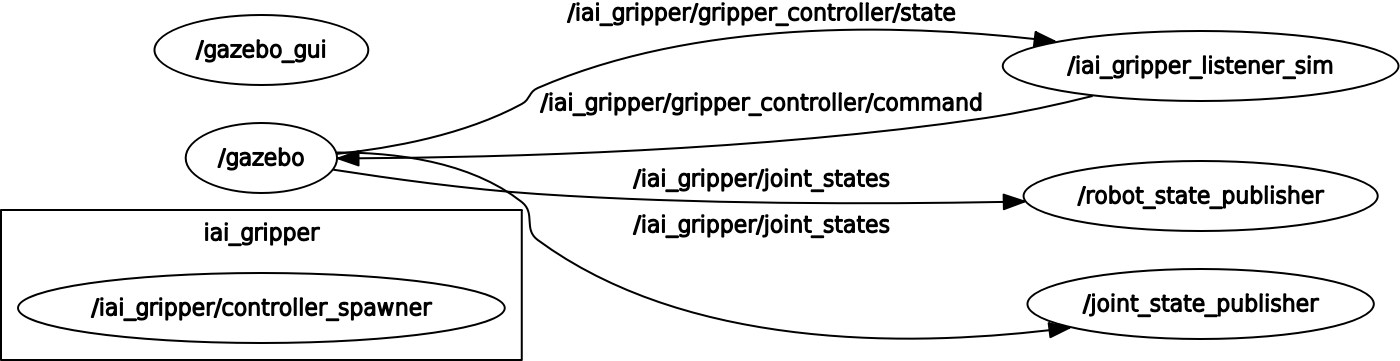 /iai_gripper/gripper_controller/state
/gazebo_gui
/iai_gripper_listener_sim
/iai_gripper/gripper_controller/command
/gazebo
/iai_gripper/joint_states
/robot_state_publisher
/iai_gripper/joint_states
iai_gripper
/iai_gripper/controller_spawner
/joint_state_publisher